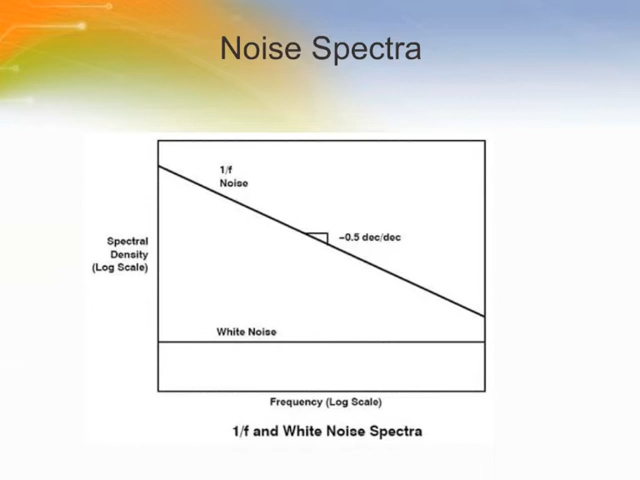 Noise Spectra
1/f
Noise
−0.5 dec/dec
Spectral
Density
(Log Scale)
White Noise
Frequency (Log Scale)
1/f and White Noise Spectra